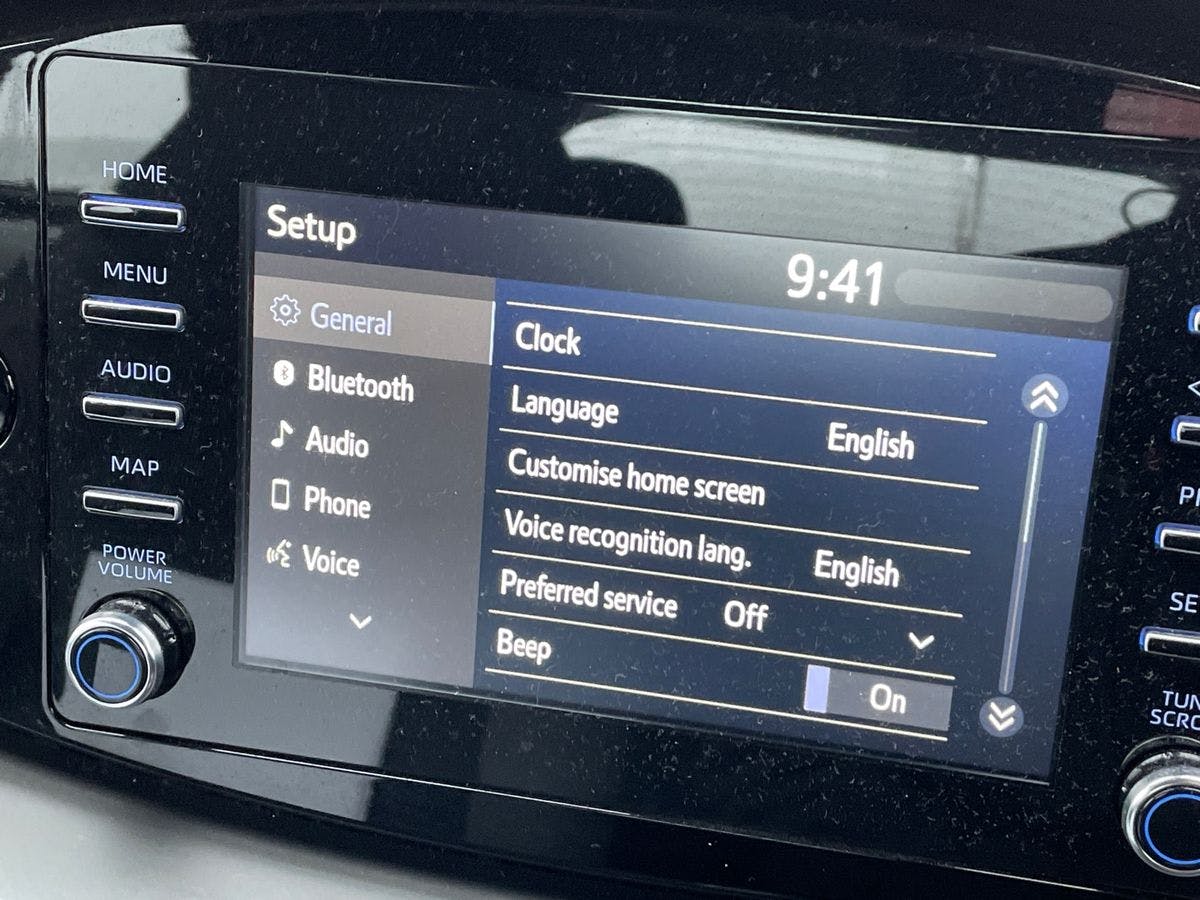 HOME
MENU
AUDIO
MAP
POWER
VOLUME
Setup
9:41
General
Bluetooth
Audio
Phone
Voice
Clock
Language English
Customise home screen
Voice recognition lang. English
Preferred service Off
Beep On